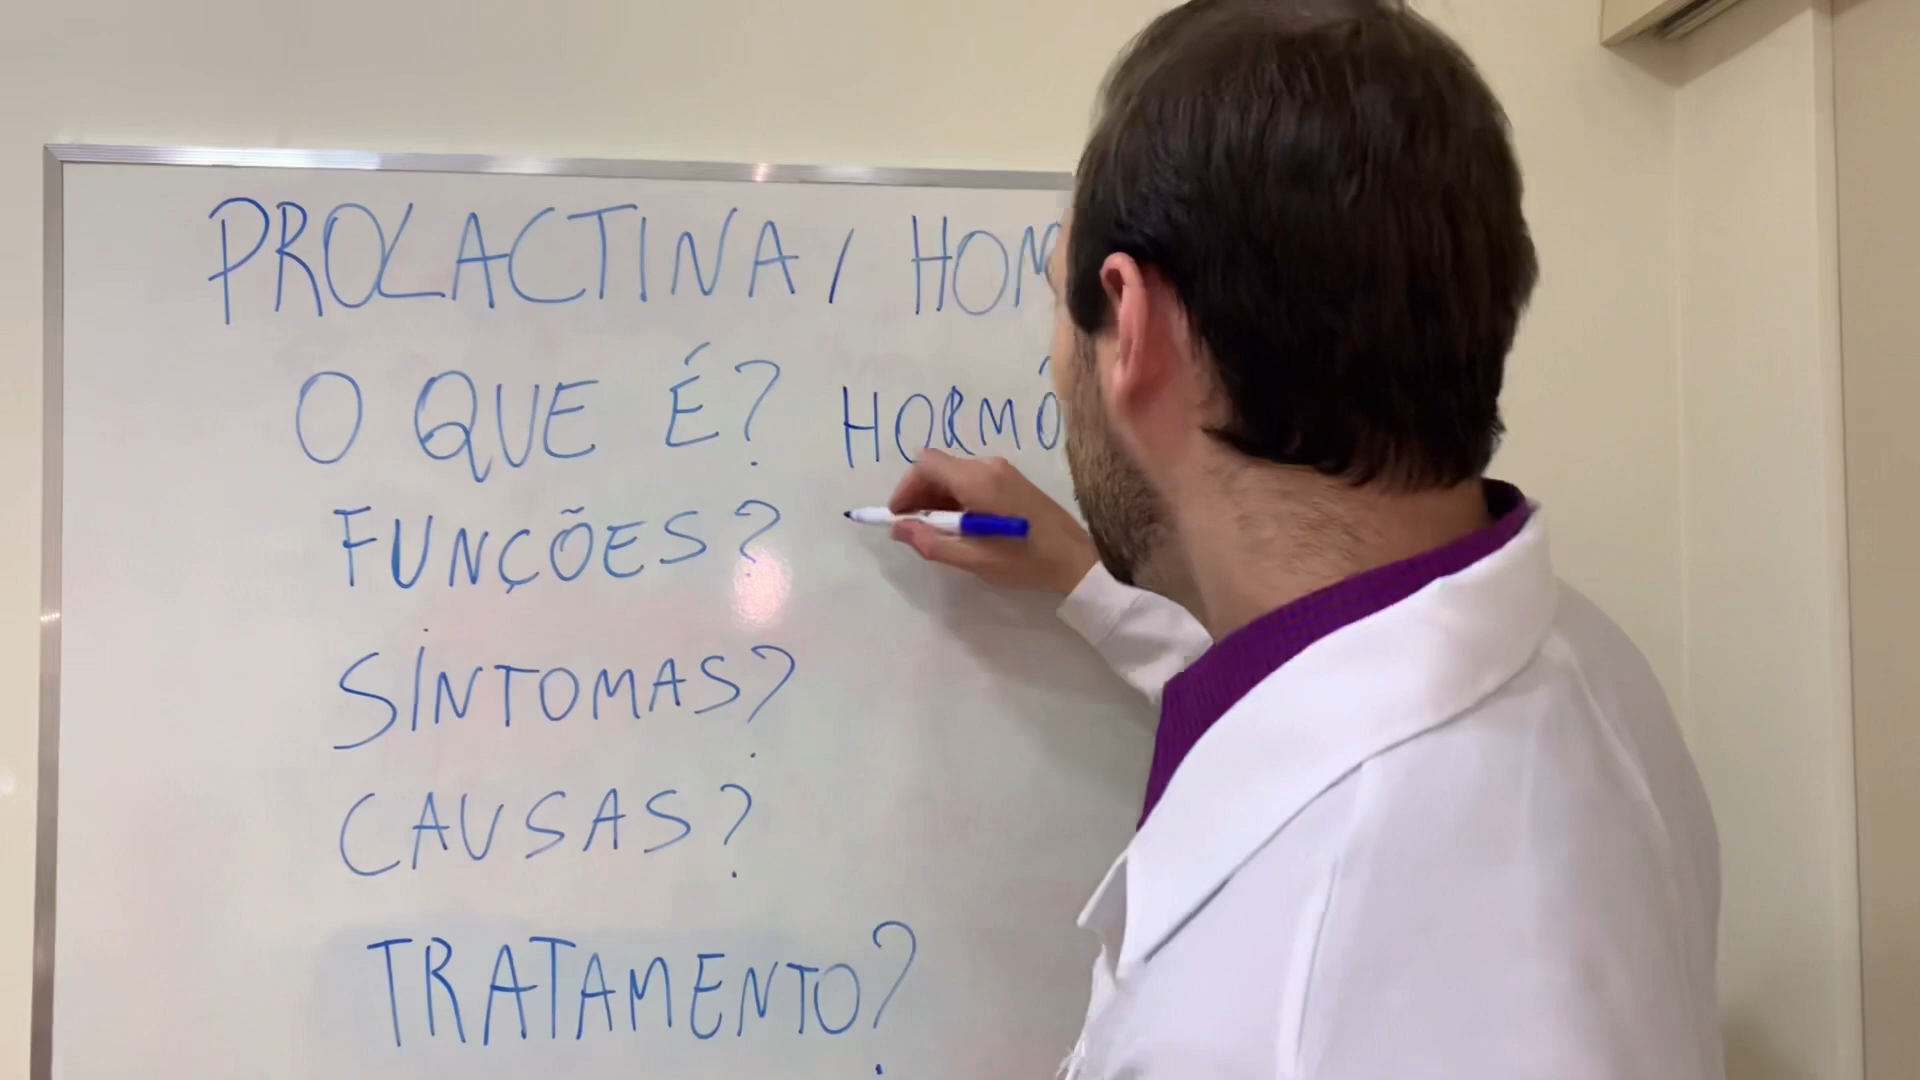 PROLACTINA / HOM
O QUE É? HORMÔ
FUNÇÕES?
SÍNTOMAS?
CAUSAS?
TRATAMENTO?